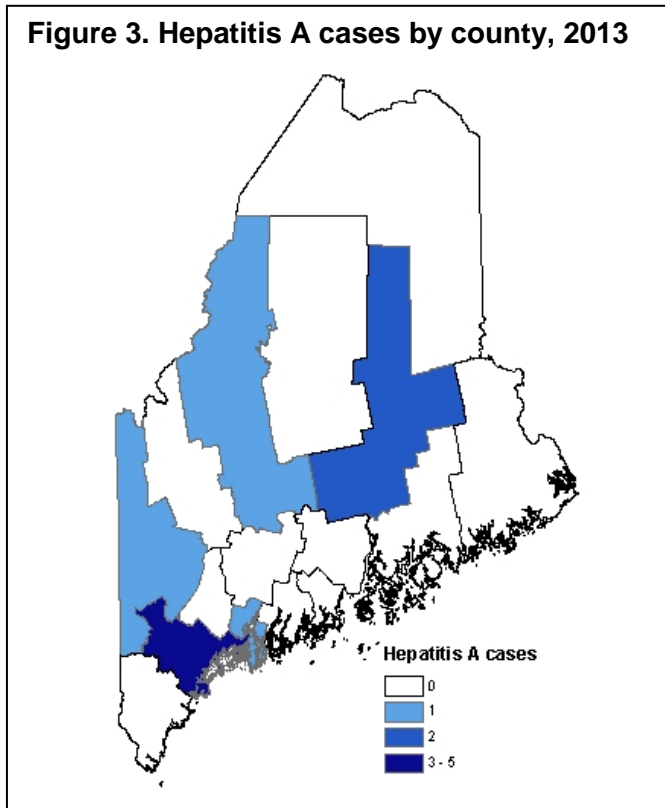 Figure 3. Hepatitis A cases by county, 2013
Hepatitis A cases
0
1
2
3 - 5